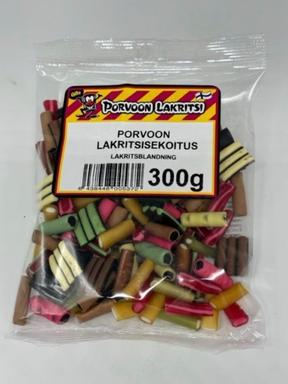 PORVOON LAKRITSI
PORVOON
LAKRITSISEKOITUS
LAKRITSBLANDNING
300g